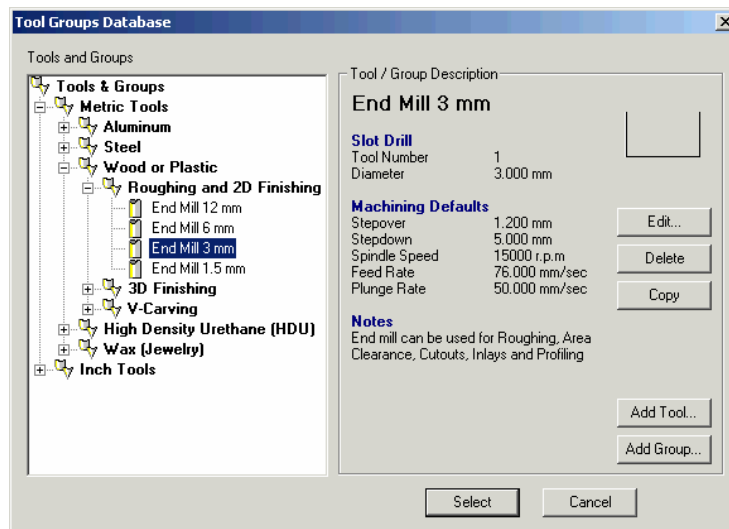 Tool Groups Database
Tools and Groups
Tools & Groups
Metric Tools
Aluminum
Steel
Wood or Plastic
Roughing and 2D Finishing
End Mill 12 mm
End Mill 6 mm
End Mill 3 mm
End Mill 1.5 mm
3D Finishing
V-Carving
High Density Urethane (HDU)
Wax (Jewelry)
Inch Tools
Tool / Group Description
End Mill 3 mm
Slot Drill
Tool Number 1
Diameter 3.000 mm
Machining Defaults
Stepover 1.200 mm
Stepdown 5.000 mm
Spindle Speed 15000 r.p.m
Feed Rate 76.000 mm/sec
Plunge Rate 50.000 mm/sec
Notes
End mill can be used for Roughing, Area
Clearance, Cutouts, Inlays and Profiling
Edit...
Delete
Copy
Add Tool...
Add Group...
Select
Cancel